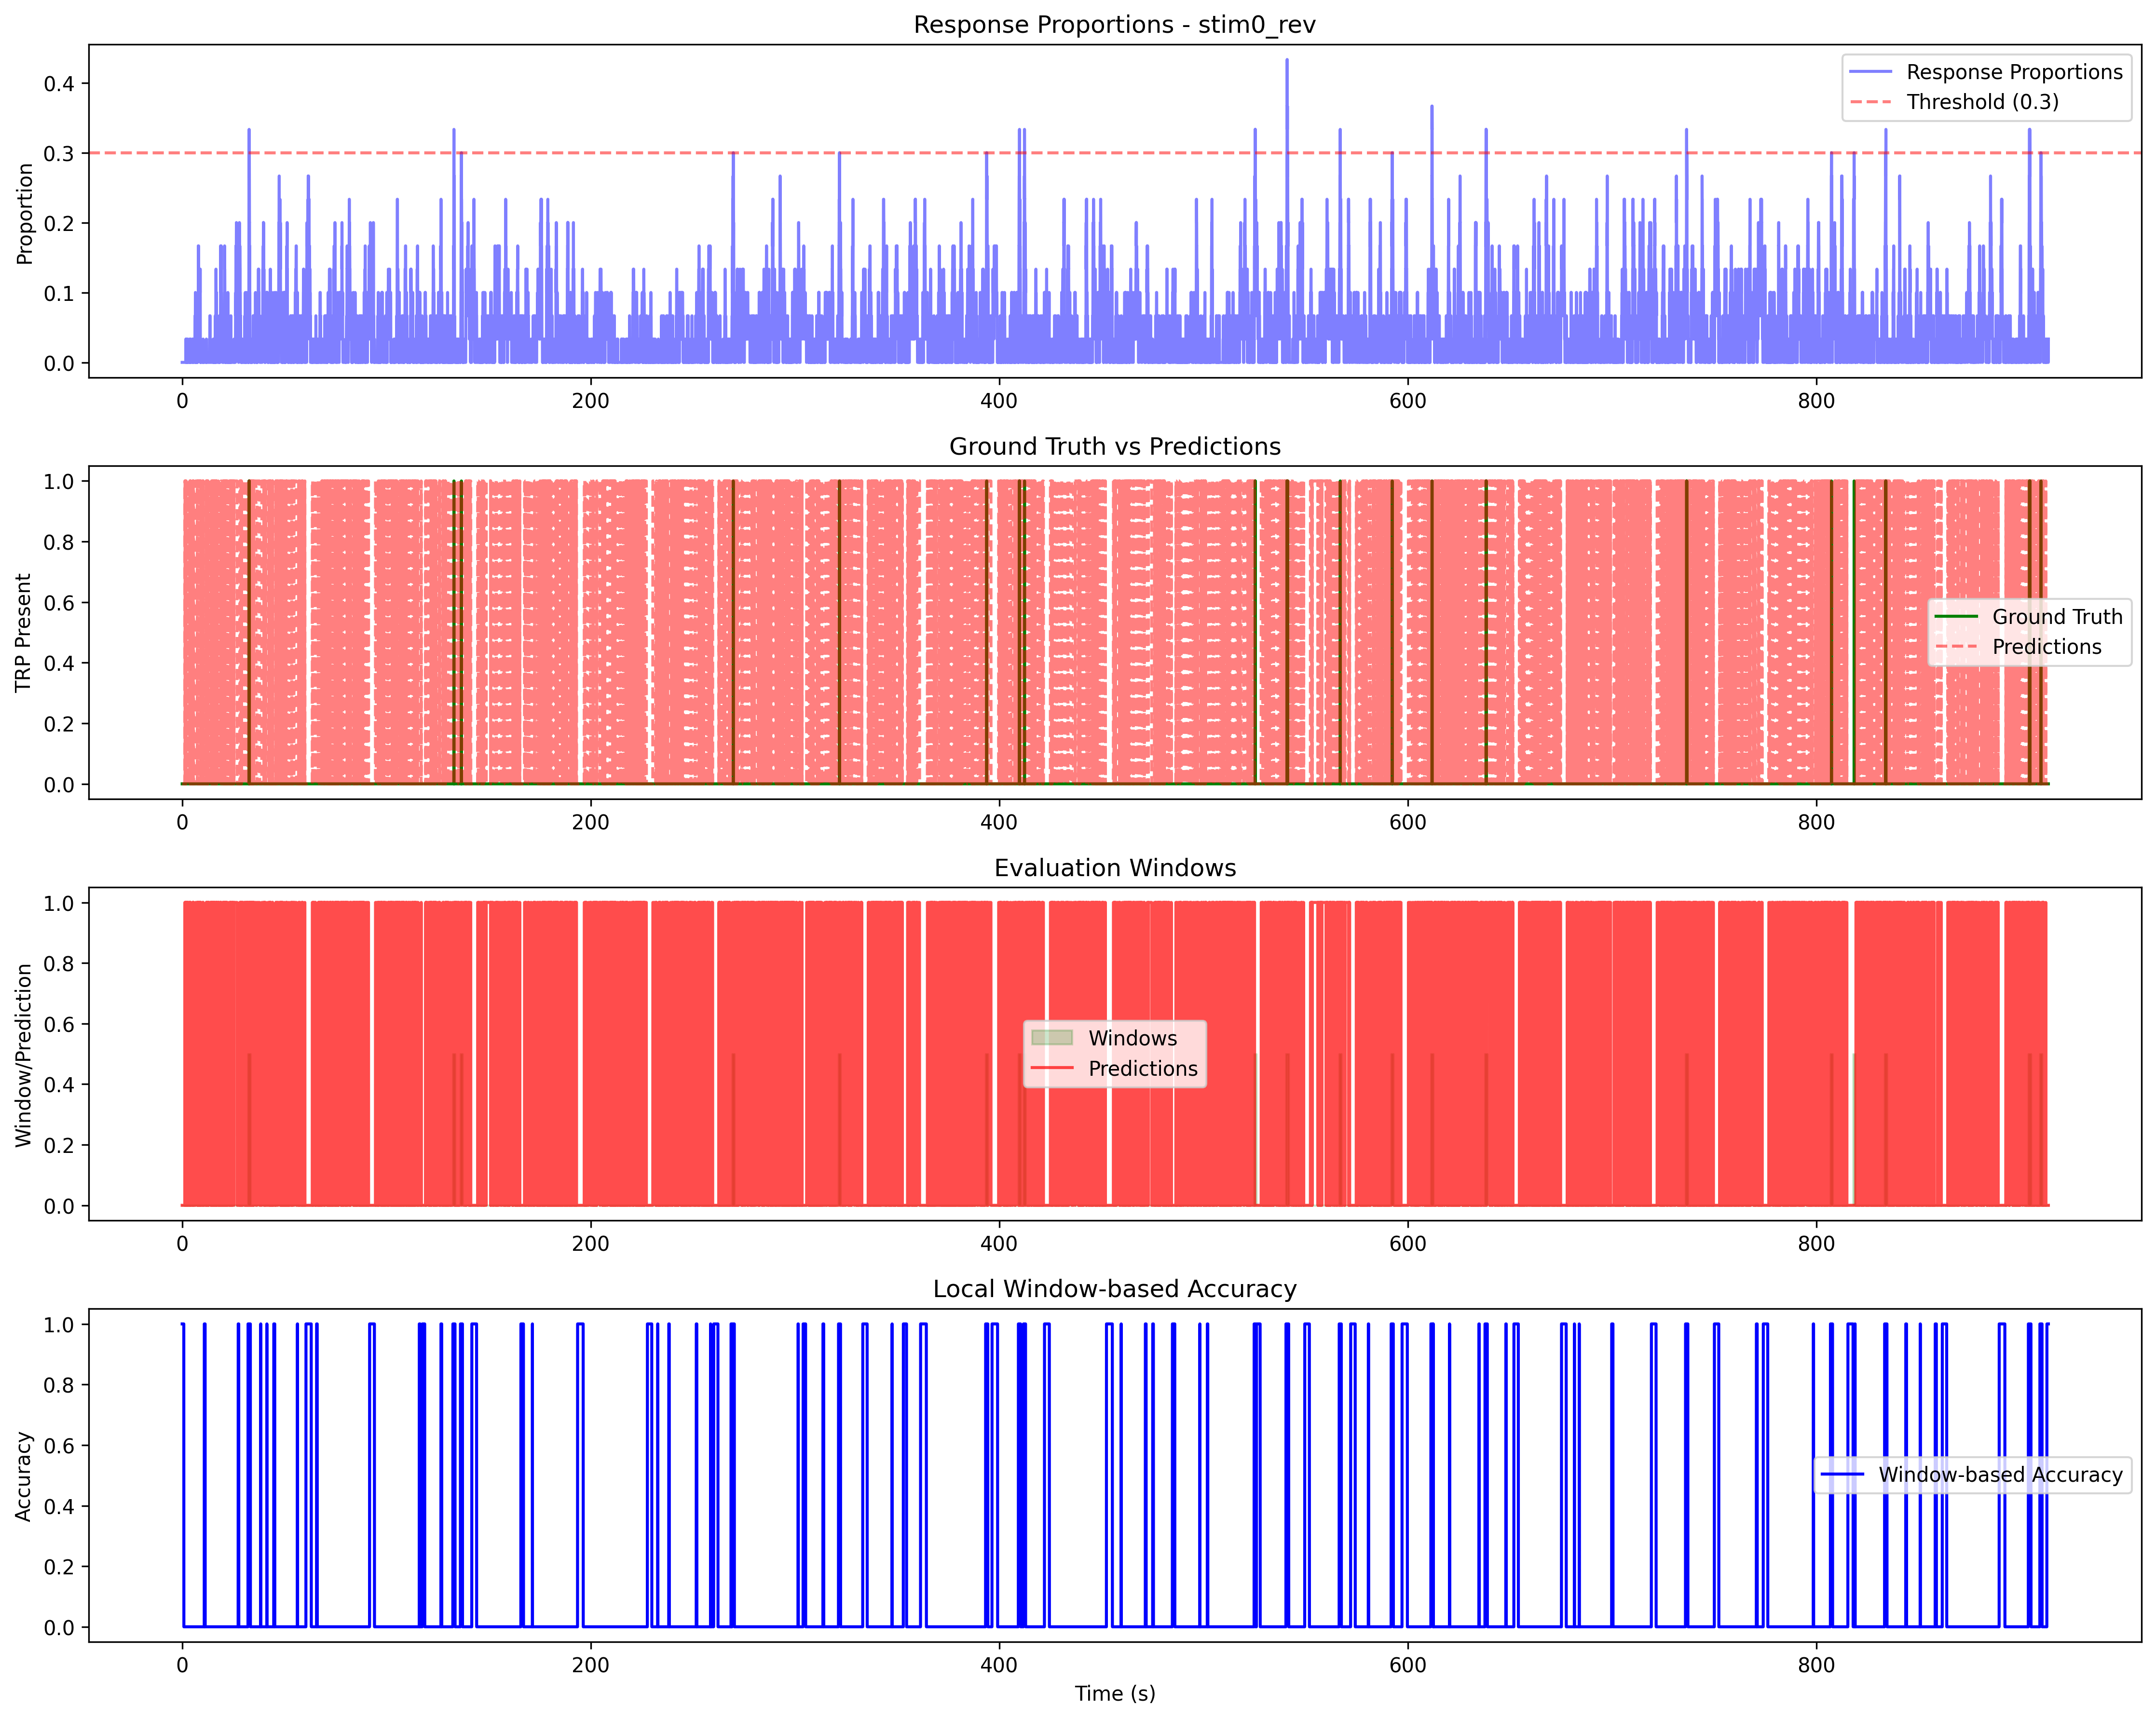 Response Proportions - stim0_rev
Proportion
0.4
0.3
0.2
0.1
0.0
Response Proportions
Threshold (0.3)
0 200 400 600 800
Ground Truth vs Predictions
TRP Present
1.0
0.8
0.6
0.4
0.2
0.0
Ground Truth
Predictions
0 200 400 600 800
Evaluation Windows
Window/Prediction
1.0
0.8
0.6
0.4
0.2
0.0
Windows
Predictions
0 200 400 600 800
Local Window-based Accuracy
Accuracy
1.0
0.8
0.6
0.4
0.2
0.0
Window-based Accuracy
0 200 400 600 800
Time (s)